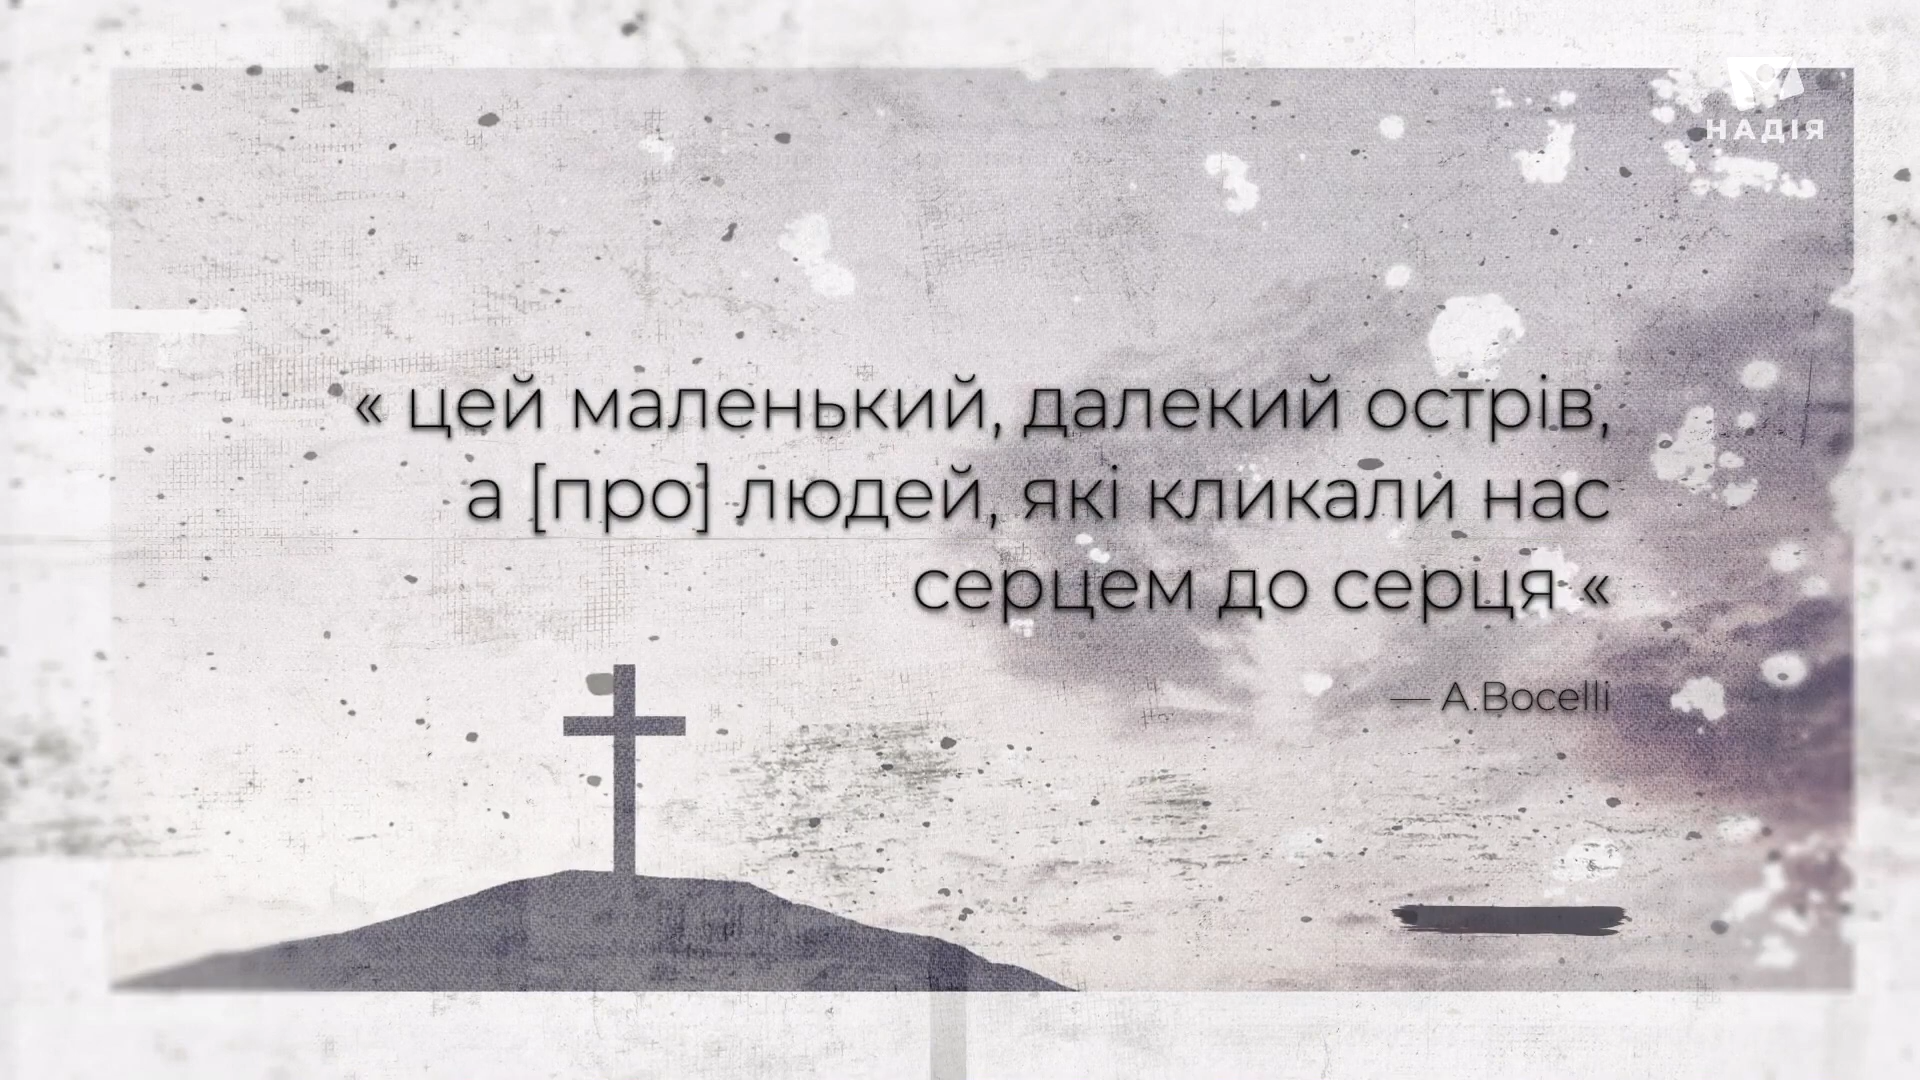 НАДІЯ
« цей маленький, далекий острів,
а [про] людей, які кликали нас
серцем до серця «
— A.Bocelli